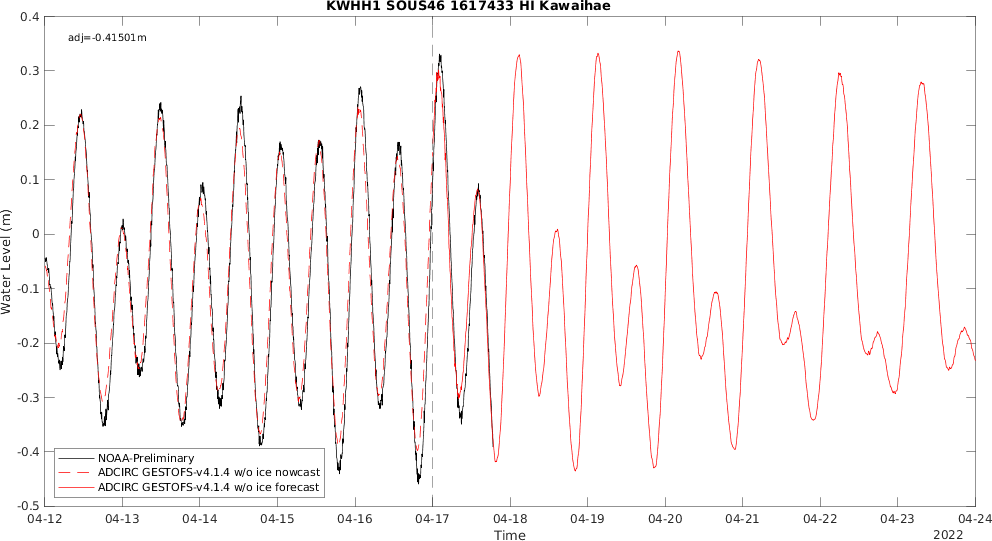 KWHH1 SOUS46 1617433 HI Kawaihae
adj=-0.41501m
0.4
0.3
0.2
0.1
0
-0.1
-0.2
-0.3
-0.4
-0.5
Water Level (m)
NOAA-Preliminary
ADCIRC GESTOFS-v4.1.4 w/o ice nowcast
ADCIRC GESTOFS-v4.1.4 w/o ice forecast
04-12 04-13 04-14 04-15 04-16 04-17 04-18 04-19 04-20 04-21 04-22 04-23 04-24
Time
2022